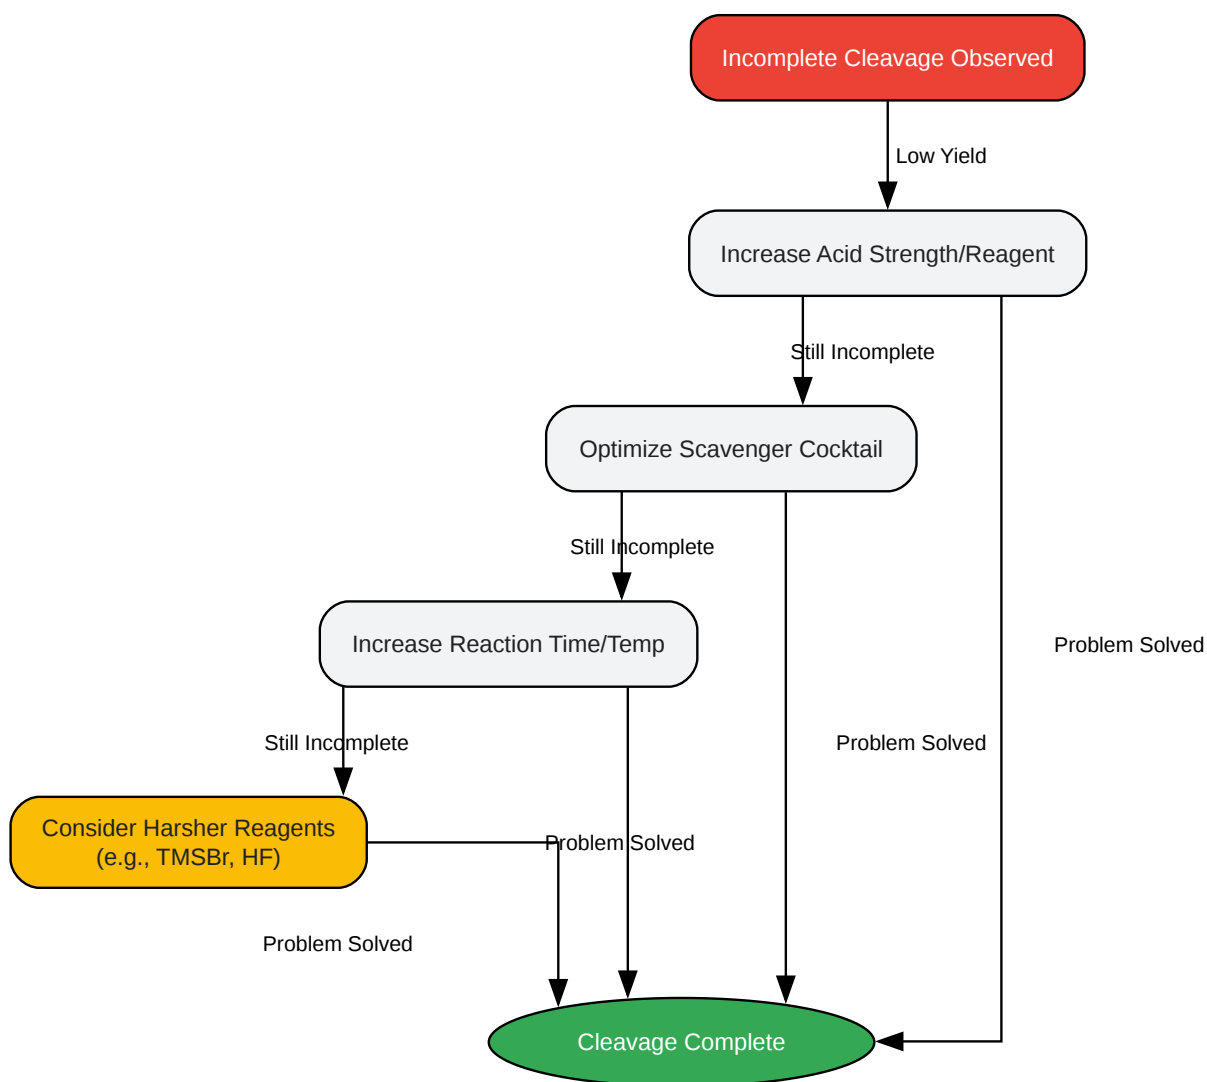 Incomplete Cleavage Observed
Low Yield
Increase Acid Strength/Reagent
Still Incomplete
Optimize Scavenger Cocktail
Still Incomplete
Increase Reaction Time/Temp
Problem Solved
Still Incomplete
Problem Solved
Consider Harsher Reagents
(e.g., TMSBr, HF)
Problem Solved
Problem Solved
Cleavage Complete